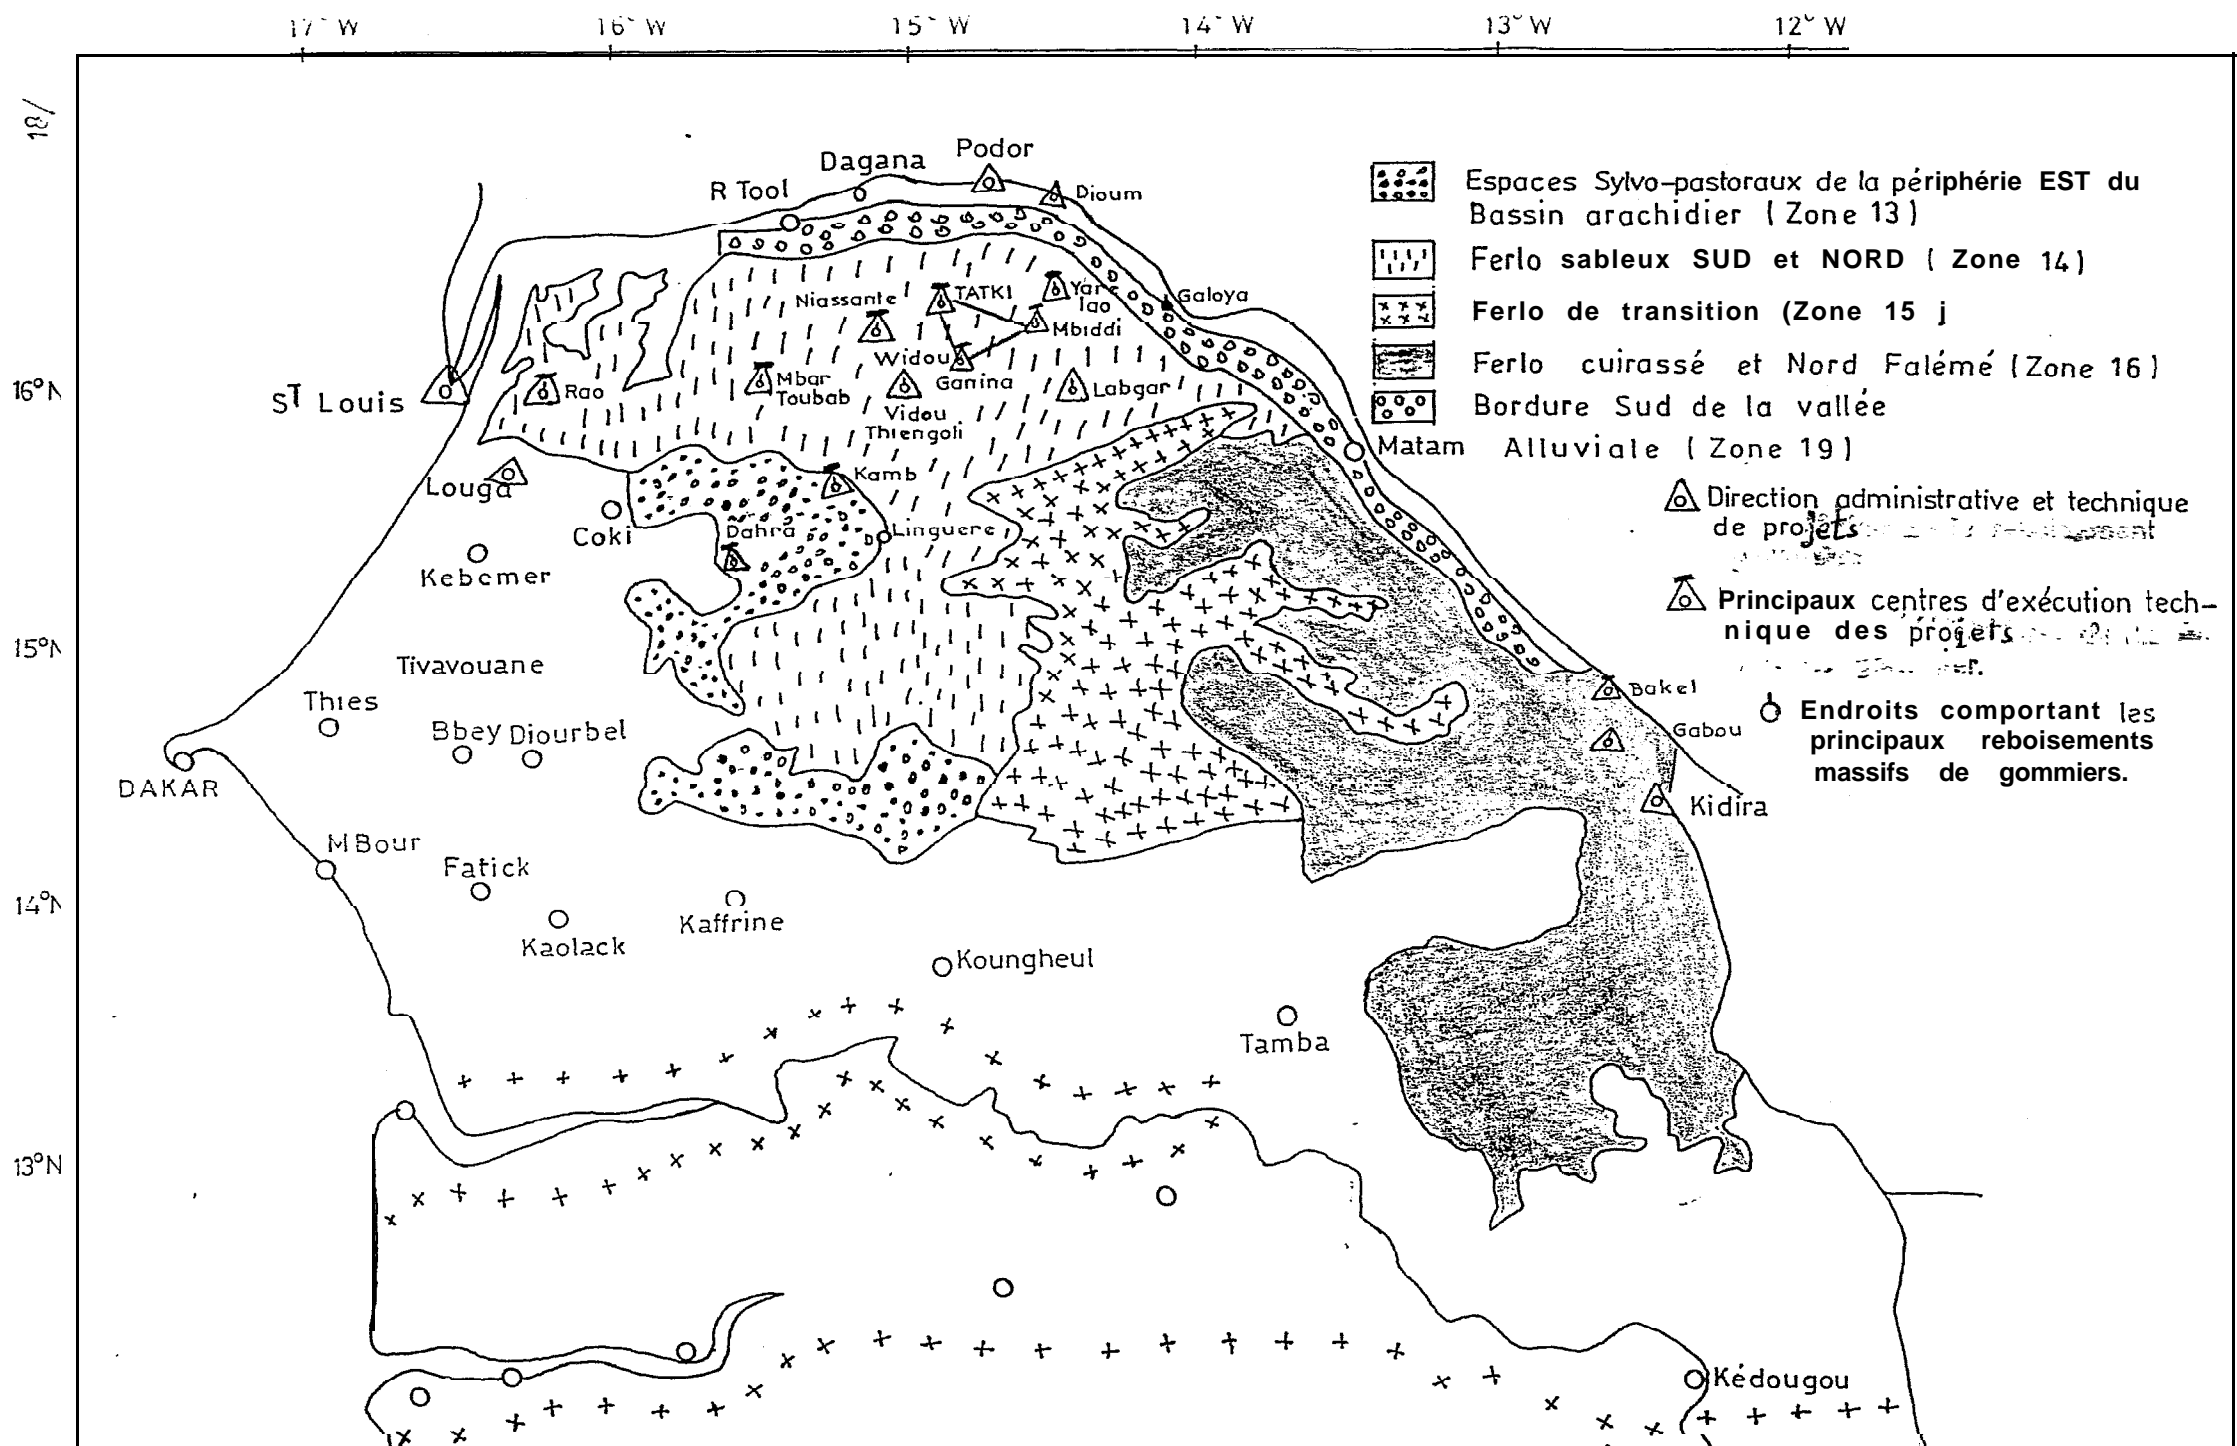 17° W 16° W 15° W 14° W 13° W 12° W
18/
Podor
Dagana
R Tool
Dioum
Espaces Sylvo-pastoraux de la périphérie EST du
Bassin arachidier ( Zone 13 )
Ferlo sableux SUD et NORD ( Zone 14 )
Ferlo de transition (Zone 15 j
Ferlo cuirassé et Nord Falémé ( Zone 16 )
Bordure Sud de la vallée
Alluviale ( Zone 19 )
Direction administrative et technique
de projets
Principaux centres d'exécution tech-
nique des projets
Endroits comportant les
principaux reboisements
massifs de gommiers.
Niassante
TATKI
Yare
lao
Galoya
Mbiddi
Widou
Ganina
16°N
ST Louis
Rao
Mbar
Toubab
Vidou
Thiengoli
Labgar
Matam
Louga
Kamb
Coki
Dahra
Linguere
Kebemer
15°N
Tivavouane
Thies
Bbey
Diourbel
Bakel
Gabou
DAKAR
Kidira
M Bour
Fatick
14°N
Kaolack
Kaffrine
Koungheul
Tamba
13°N
Kédougou